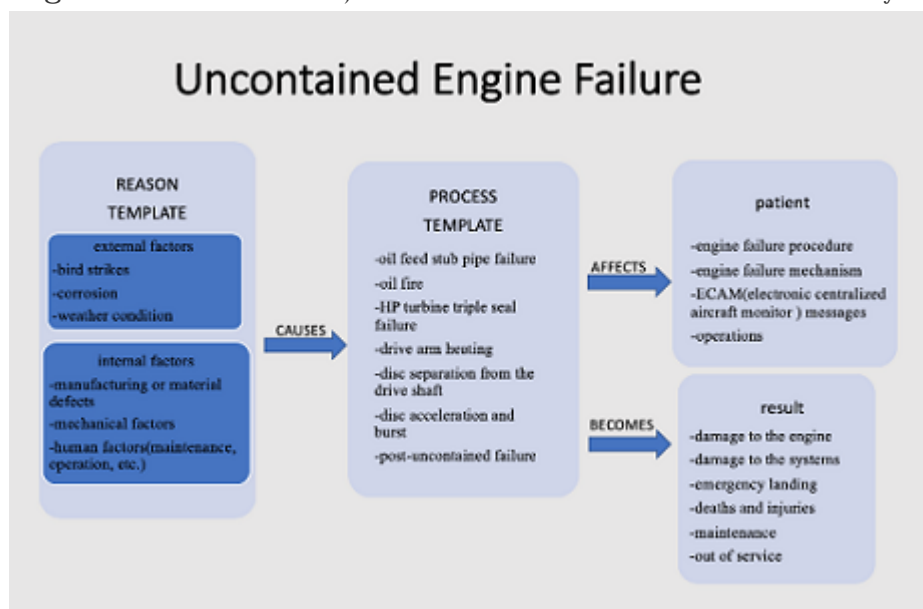 Uncontained Engine Failure
REASON
TEMPLATE
external factors
-bird strikes
-corrosion
-weather condition
internal factors
-manufacturing or material
defects
-mechanical factors
-human factors(maintenance,
operation, etc.)
CAUSES
PROCESS
TEMPLATE
-oil feed stub pipe failure
-oil fire
-HP turbine triple seal
failure
-drive arm heating
-disc separation from the
drive shaft
-disc acceleration and
burst
-post-uncontained failure
AFFECTS
patient
-engine failure procedure
-engine failure mechanism
-ECAM(electronic centralized
aircraft monitor ) messages
-operations
BECOMES
result
-damage to the engine
-damage to the systems
-emergency landing
-deaths and injuries
-maintenance
-out of service